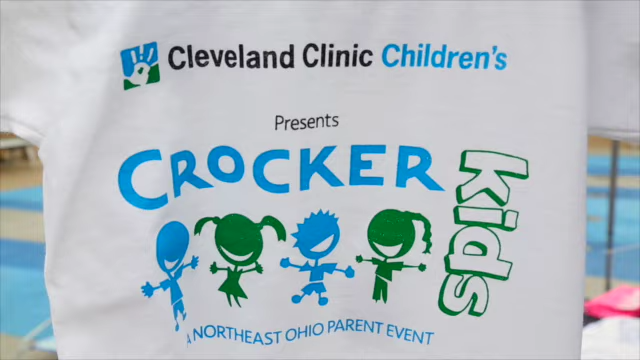 Cleveland Clinic Children's
Presents
CROCKER
kids
A NORTHEAST OHIO PARENT EVENT